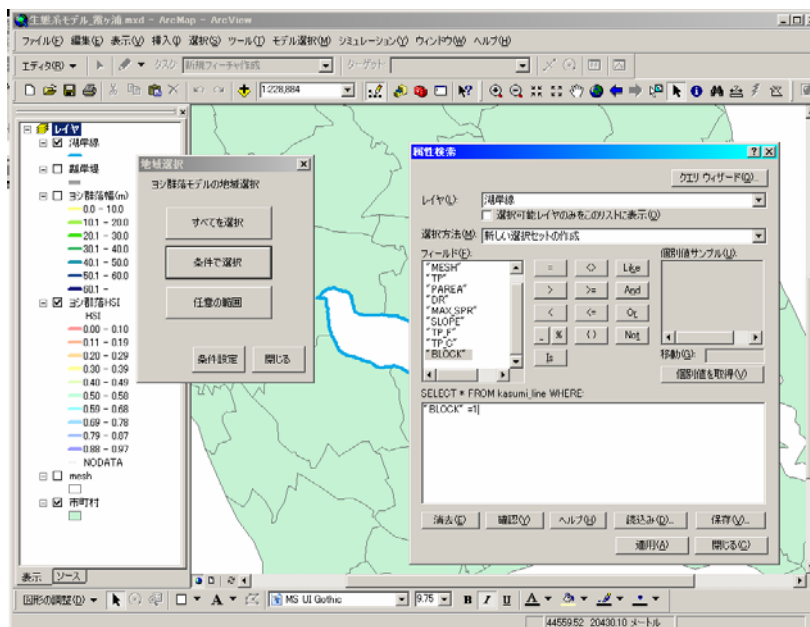 生態系モデル_霞ヶ浦.mxd - ArcMap - ArcView
ファイル(F) 編集(E) 表示(V) 挿入(I) 選択(S) ツール(T) モデル選択(M) シミュレーション(Y) ウィンドウ(W) ヘルプ(H)
エディタ(R) タスク 新規フィーチャ作成 ターゲット:
1:228,884
レイヤ
湖岸線
離岸堤
ヨシ群落幅(m)
0.0 - 10.0
10.1 - 20.0
20.1 - 30.0
30.1 - 40.0
40.1 - 50.0
50.1 - 60.0
60.1 -
ヨシ群落HSI
HSI
0.00 - 0.10
0.11 - 0.19
0.20 - 0.29
0.30 - 0.39
0.40 - 0.49
0.50 - 0.58
0.59 - 0.68
0.69 - 0.78
0.79 - 0.87
0.88 - 0.97
NODATA
mesh
市町村
表示 ソース
地域選択
ヨシ群落モデルの地域選択
すべてを選択
条件で選択
任意の範囲
条件設定 閉じる
属性検索
クエリ ウィザード(Q)...
レイヤ(L): 湖岸線
選択可能レイヤのみをこのリストに表示(O)
選択方法(M): 新しい選択セットの作成
フィールド(F): 個別値サンプル(U):
"MESH"
"TP"
"PAREA"
"DR"
"MAX_SPR"
"SLOPE"
"TP_F"
"TP_C"
"BLOCK"
= <> Like
> >= And
< <= Or
_ % () Not
Is
移動(G):
個別値を取得(V)
SELECT * FROM kasumi_line WHERE:
"BLOCK" =1
消去(E) 確認(Y) ヘルプ(H) 読込み(D)... 保存(V)...
適用(A) 閉じる(C)
図形の調整(D) A MS UI Gothic 9.75 B I U A
44559.52 20430.10 メートル